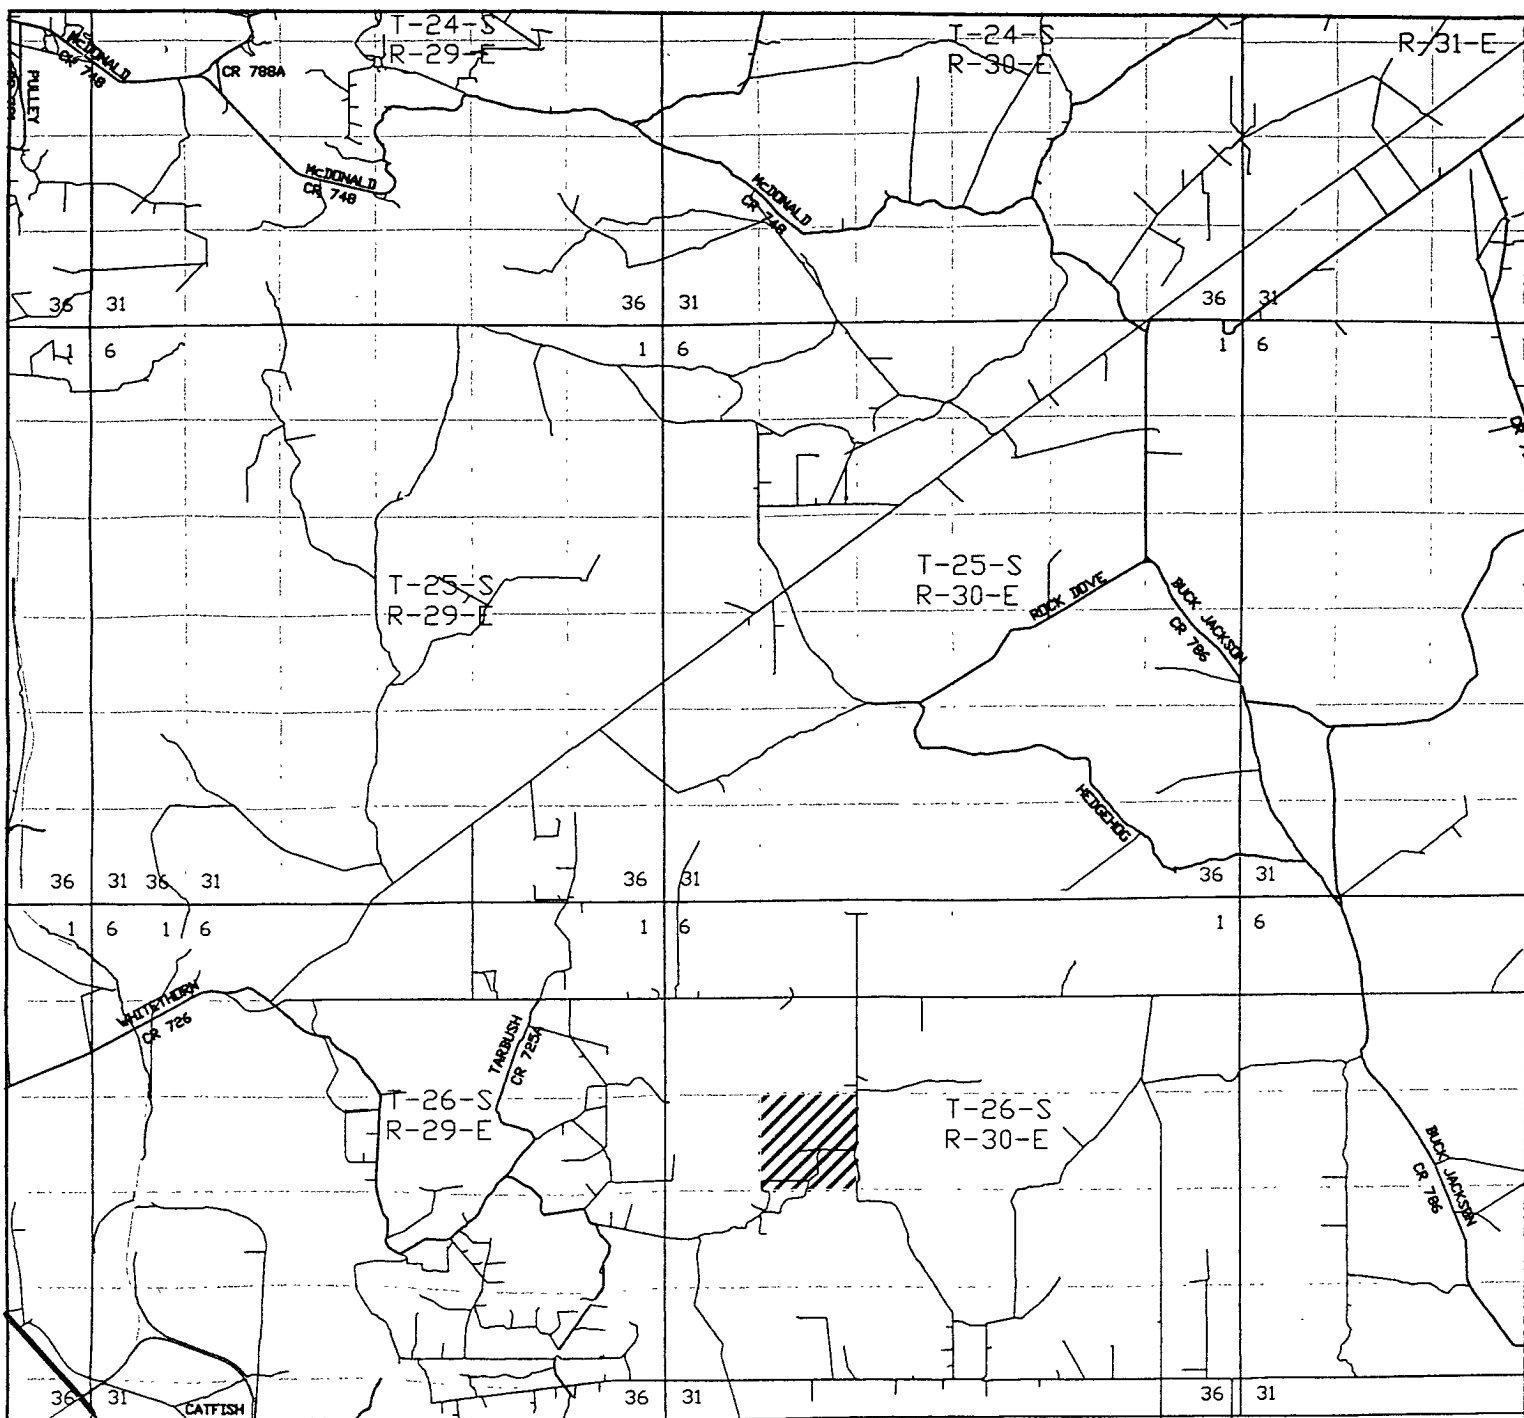 T-24-S
R-29-E
T-24-S
R-30-E
R-31-E
McDONALD
CR 748
CR 788A
PULLEY
McDONALD
CR 748
McDONALD
CR 748
36 31
36 31
36 31
1 6
1 6
1 6
T-25-S
R-29-E
T-25-S
R-30-E
ROCK DOVE
BUCK JACKSON
CR 786
HEDGEHOG
36 31 36 31
36 31
36 31
1 6 1 6
1 6
1 6
WHITETHORN
CR 726
TARBUSH
CR 725A
T-26-S
R-29-E
T-26-S
R-30-E
BUCK JACKSON
CR 786
36 31
36 31
36 31
CATFISH